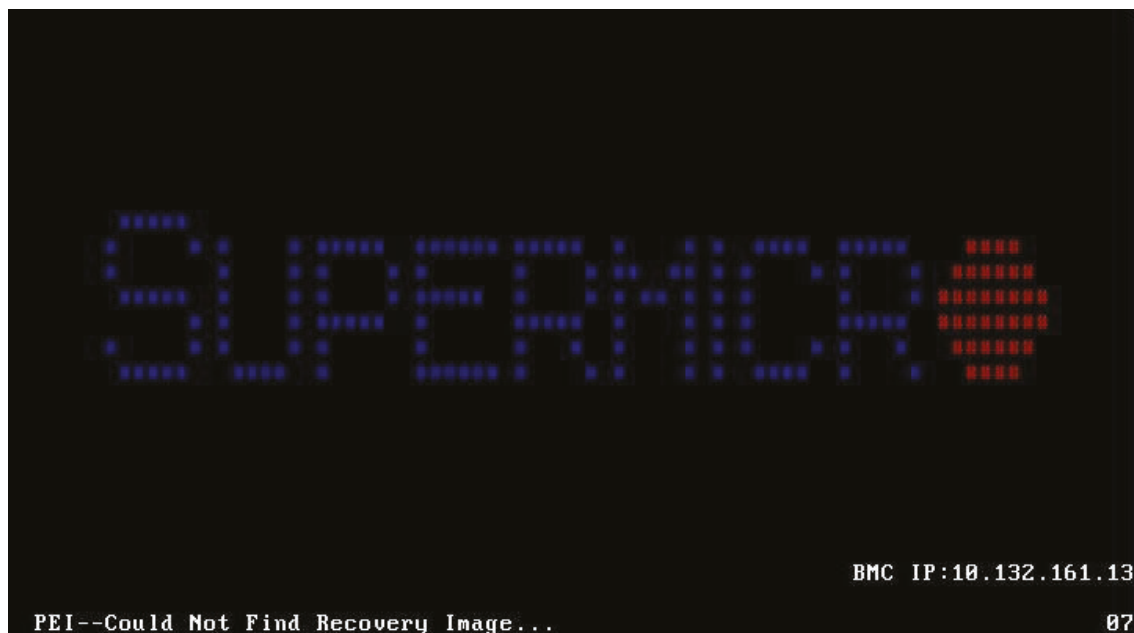 SUPERMICR
BMC IP:10.132.161.13
PEI--Could Not Find Recovery Image...
07